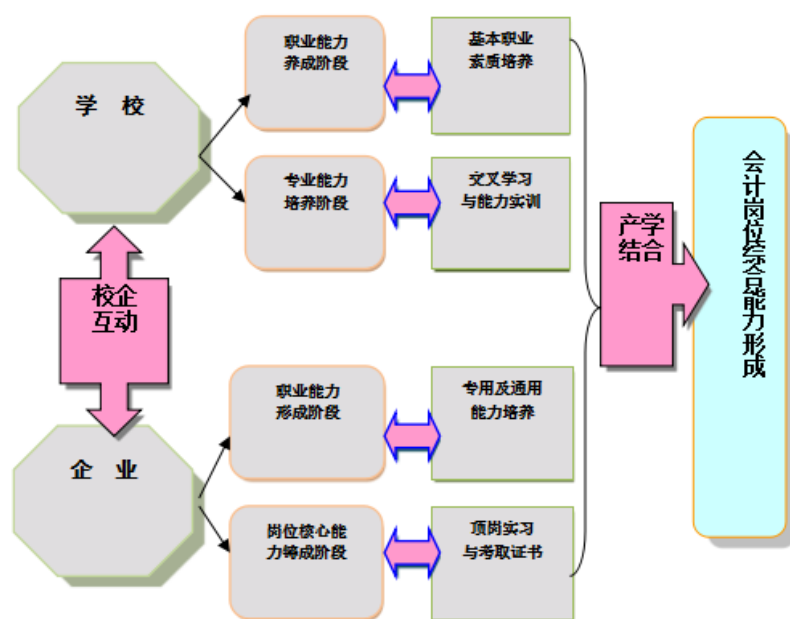 学 校
职业能力
养成阶段
基本职业
素质培养
专业能力
培养阶段
交叉学习
与能力实训
校企
互动
产学
结合
会计岗位综合能力形成
企 业
职业能力
形成阶段
专用及通用
能力培养
岗位核心能
力铸成阶段
顶岗实习
与考取证书